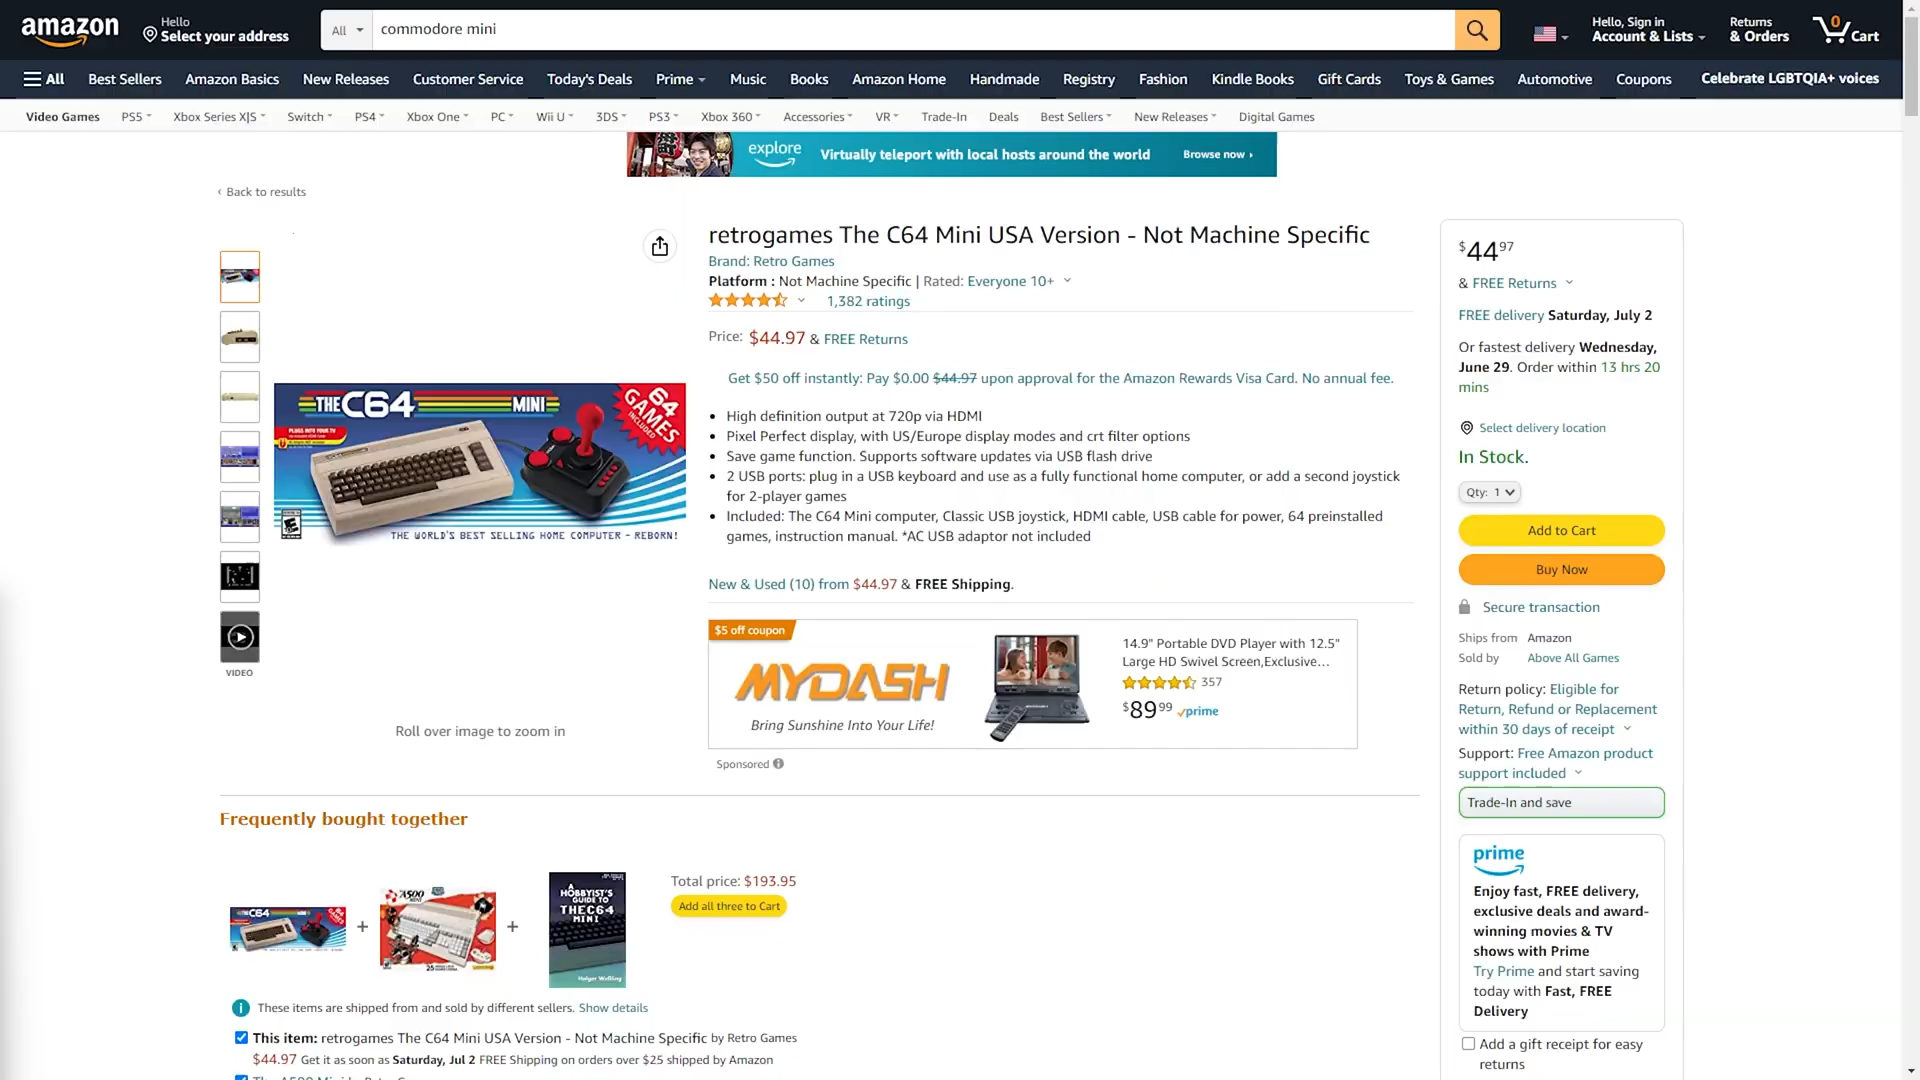 amazon
Hello
Select your address
All
commodore mini
Hello, Sign in
Account & Lists
Returns
& Orders
0
Cart
All
Best Sellers
Amazon Basics
New Releases
Customer Service
Today's Deals
Prime
Music
Books
Amazon Home
Handmade
Registry
Fashion
Kindle Books
Gift Cards
Toys & Games
Automotive
Coupons
Celebrate LGBTQIA+ voices
Video Games
PS5
Xbox Series X|S
Switch
PS4
Xbox One
PC
Wii U
3DS
PS3
Xbox 360
Accessories
VR
Trade-In
Deals
Best Sellers
New Releases
Digital Games
explore
Virtually teleport with local hosts around the world
Browse now ›
‹ Back to results
VIDEO
THEC64 MINI
64
GAMES
INCLUDED
PLUGS INTO YOUR TV
THE WORLD'S BEST SELLING HOME COMPUTER - REBORN!
Roll over image to zoom in
retrogames The C64 Mini USA Version - Not Machine Specific
Brand: Retro Games
Platform : Not Machine Specific | Rated: Everyone 10+
1,382 ratings
Price: $44.97 & FREE Returns
Get $50 off instantly: Pay $0.00 $44.97 upon approval for the Amazon Rewards Visa Card. No annual fee.
• High definition output at 720p via HDMI
• Pixel Perfect display, with US/Europe display modes and crt filter options
• Save game function. Supports software updates via USB flash drive
• 2 USB ports: plug in a USB keyboard and use as a fully functional home computer, or add a second joystick
for 2-player games
• Included: The C64 Mini computer, Classic USB joystick, HDMI cable, USB cable for power, 64 preinstalled
games, instruction manual. *AC USB adaptor not included
New & Used (10) from $44.97 & FREE Shipping.
$5 off coupon
MYDASH
Bring Sunshine Into Your Life!
14.9" Portable DVD Player with 12.5"
Large HD Swivel Screen,Exclusive...
357
$89 99 prime
Sponsored
$44 97
& FREE Returns
FREE delivery Saturday, July 2
Or fastest delivery Wednesday,
June 29. Order within 13 hrs 20
mins
Select delivery location
In Stock.
Qty: 1
Add to Cart
Buy Now
Secure transaction
Ships from Amazon
Sold by Above All Games
Return policy: Eligible for
Return, Refund or Replacement
within 30 days of receipt
Support: Free Amazon product
support included
Trade-In and save
prime
Enjoy fast, FREE delivery,
exclusive deals and award-
winning movies & TV
shows with Prime
Try Prime and start saving
today with Fast, FREE
Delivery
Add a gift receipt for easy
returns
Frequently bought together
C64
+
A500
+
A
HOBBYIST'S
GUIDE TO
THEC64
MINI
Total price: $193.95
Add all three to Cart
These items are shipped from and sold by different sellers. Show details
This item: retrogames The C64 Mini USA Version - Not Machine Specific by Retro Games
$44.97 Get it as soon as Saturday, Jul 2 FREE Shipping on orders over $25 shipped by Amazon